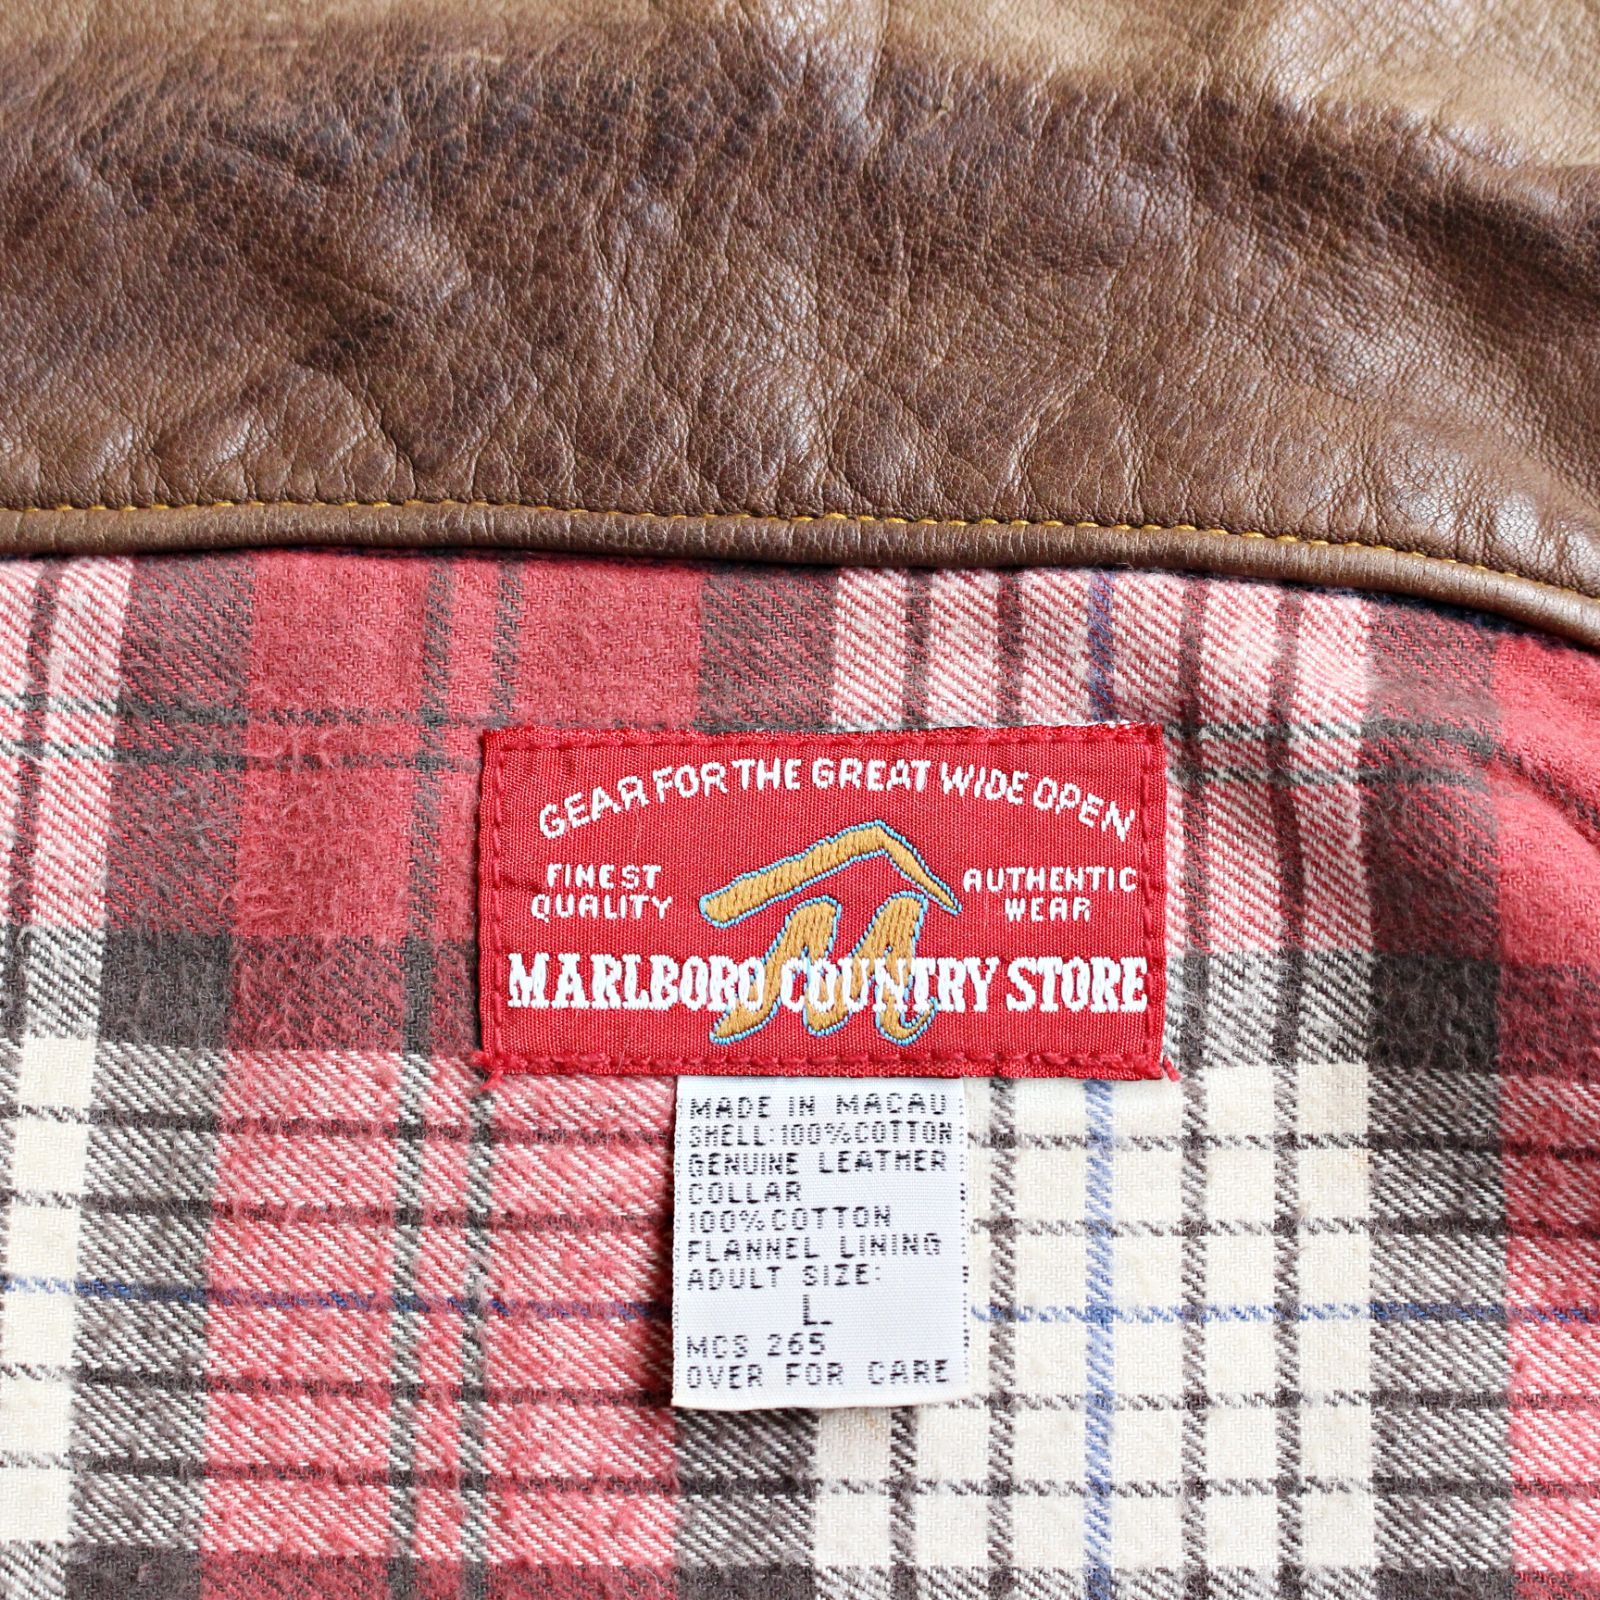 GEAR FOR THE GREAT WIDE OPEN
FINEST
QUALITY
AUTHENTIC
WEAR
MARLBORO COUNTRY STORE
MADE IN MACAU
SHELL: 100% COTTON
GENUINE LEATHER
COLLAR
100% COTTON
FLANNEL LINING
ADULT SIZE:
L
MCS 265
OVER FOR CARE